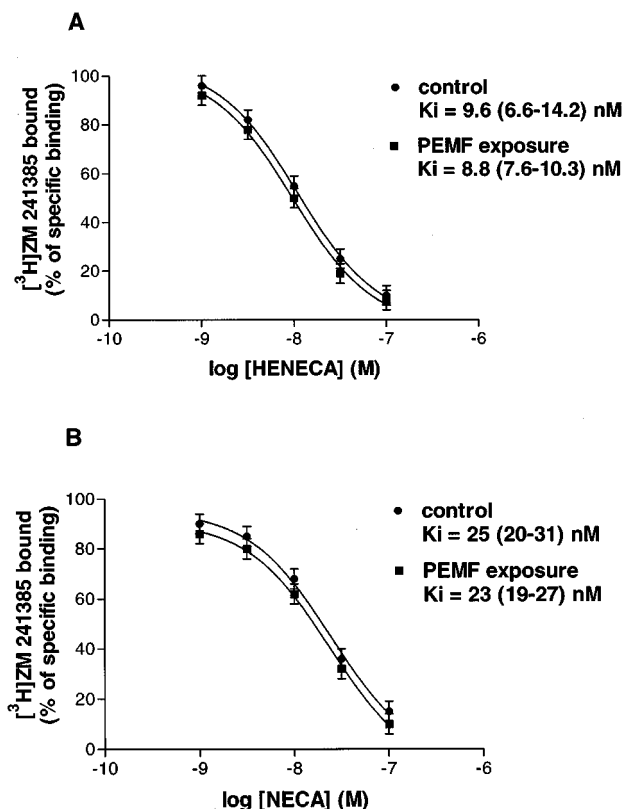 A
[³H]ZM 241385 bound
(% of specific binding)
100
80
60
40
20
0
-10
-9
-8
-7
-6
log [HENECA] (M)
control
Ki = 9.6 (6.6-14.2) nM
PEMF exposure
Ki = 8.8 (7.6-10.3) nM
B
[³H]ZM 241385 bound
(% of specific binding)
100
80
60
40
20
0
-10
-9
-8
-7
-6
log [NECA] (M)
control
Ki = 25 (20-31) nM
PEMF exposure
Ki = 23 (19-27) nM